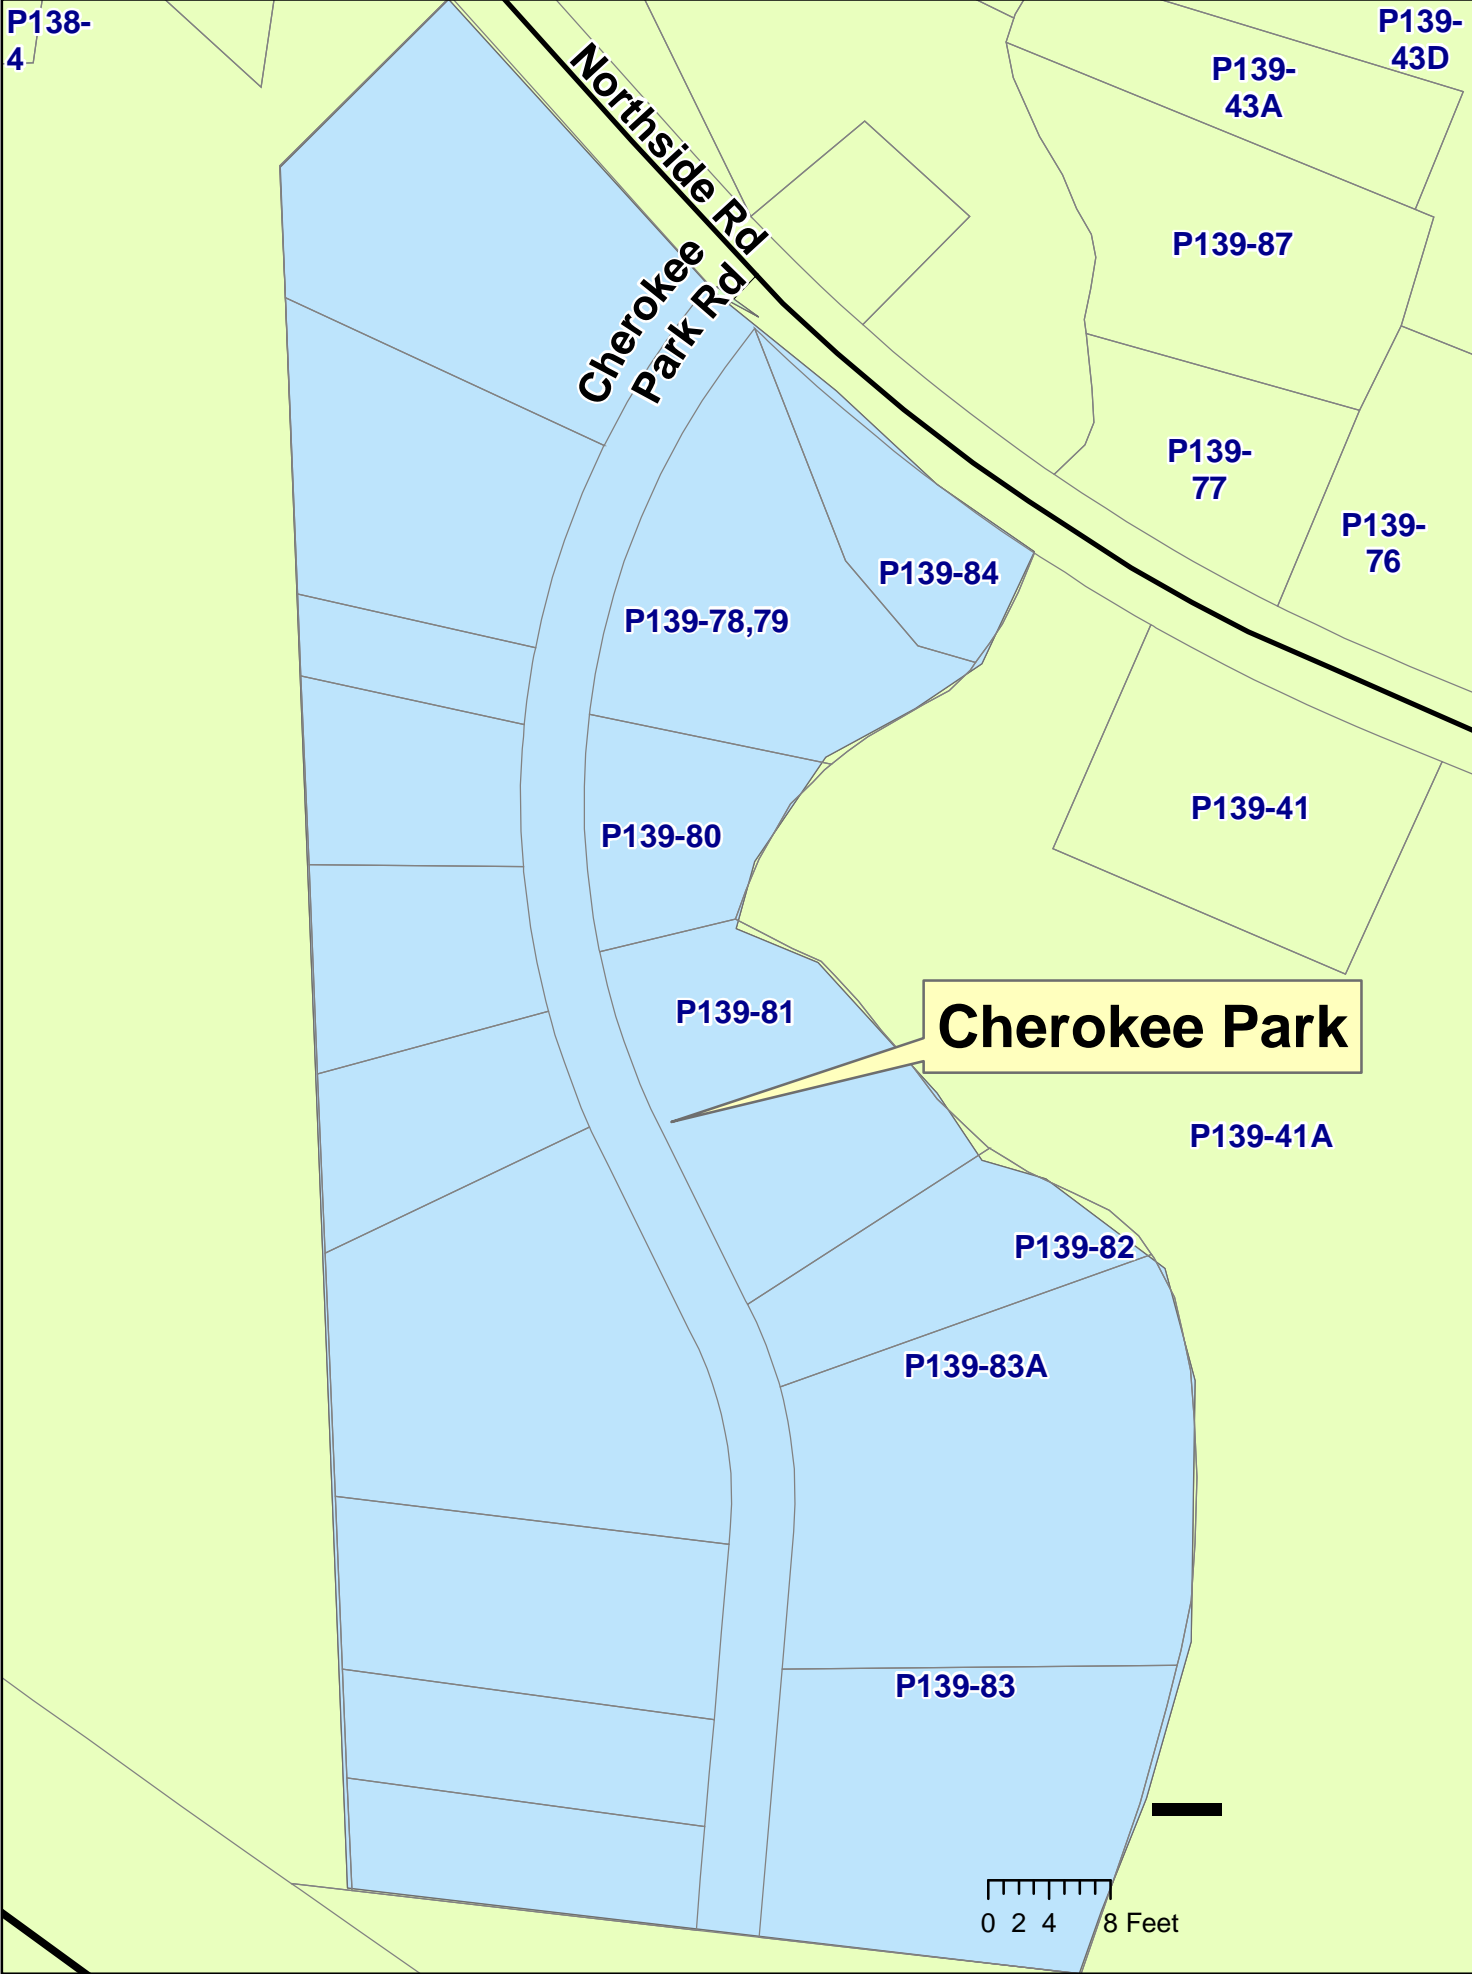 P138-
4
P139-
43D
P139-
43A
Northside Rd
P139-87
Cherokee
Park Rd
P139-
77
P139-
76
P139-84
P139-78,79
P139-41
P139-80
P139-81
Cherokee Park
P139-41A
P139-82
P139-83A
P139-83
0 2 4 8 Feet